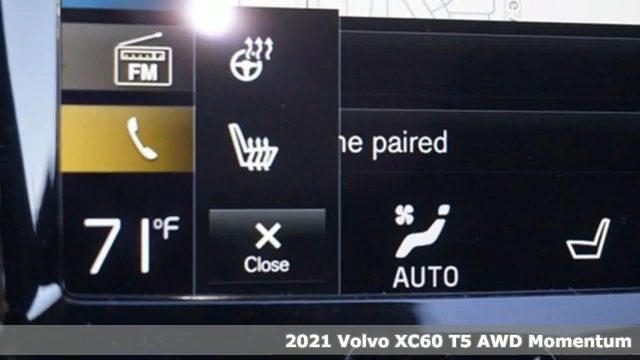 FM
ne paired
71°F
Close
AUTO
2021 Volvo XC60 T5 AWD Momentum